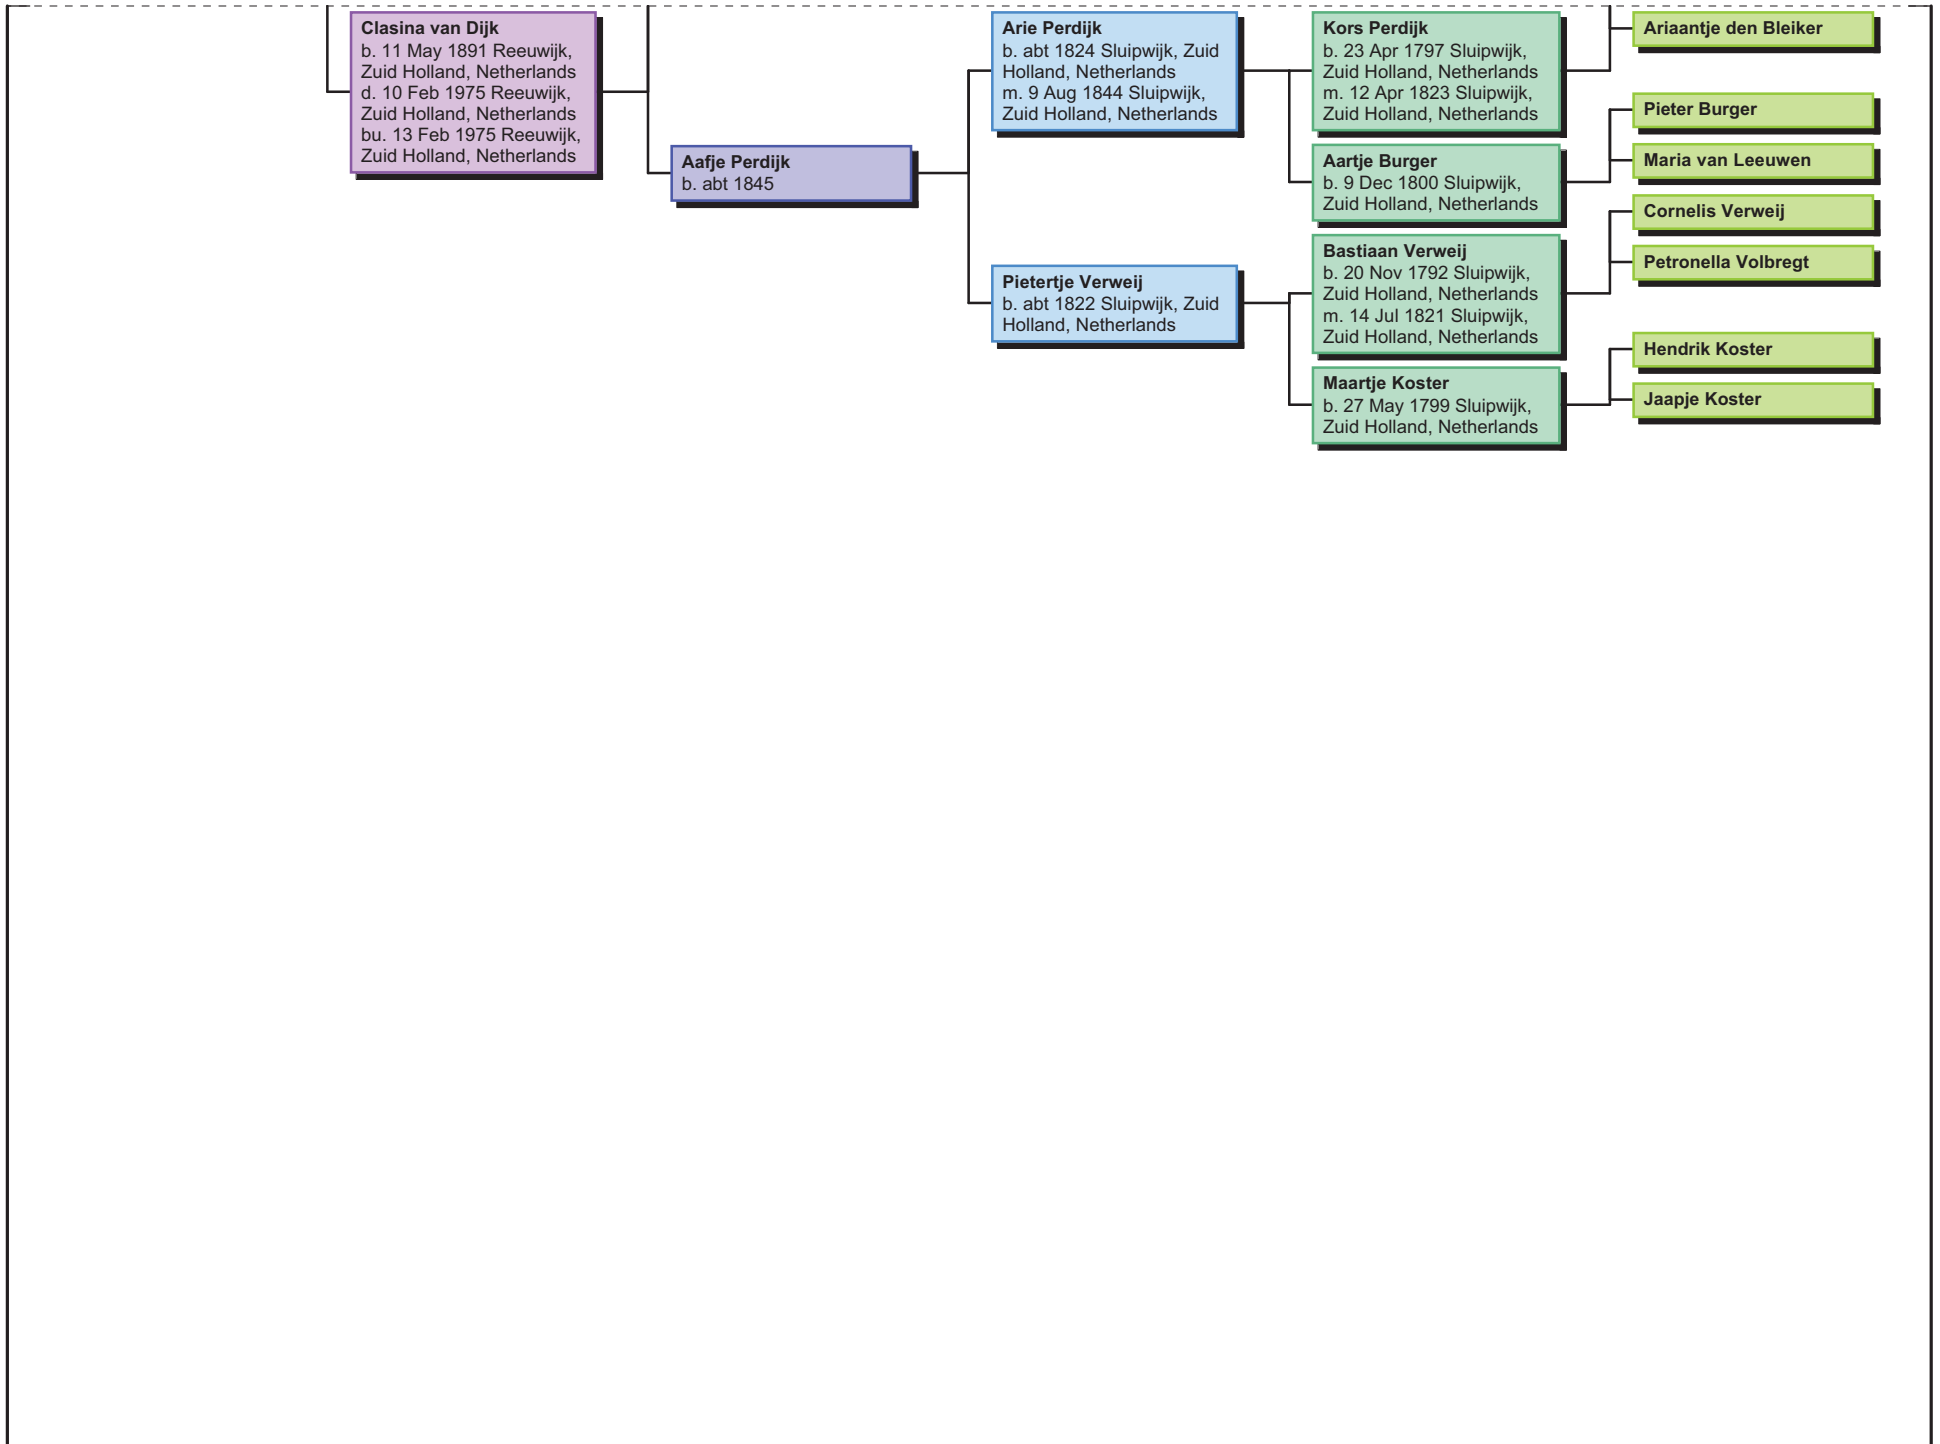 Clasina van Dijk
b. 11 May 1891 Reeuwijk,
Zuid Holland, Netherlands
d. 10 Feb 1975 Reeuwijk,
Zuid Holland, Netherlands
bu. 13 Feb 1975 Reeuwijk,
Zuid Holland, Netherlands
Aafje Perdijk
b. abt 1845
Arie Perdijk
b. abt 1824 Sluipwijk, Zuid
Holland, Netherlands
m. 9 Aug 1844 Sluipwijk,
Zuid Holland, Netherlands
Pietertje Verweij
b. abt 1822 Sluipwijk, Zuid
Holland, Netherlands
Kors Perdijk
b. 23 Apr 1797 Sluipwijk,
Zuid Holland, Netherlands
m. 12 Apr 1823 Sluipwijk,
Zuid Holland, Netherlands
Aartje Burger
b. 9 Dec 1800 Sluipwijk,
Zuid Holland, Netherlands
Bastiaan Verweij
b. 20 Nov 1792 Sluipwijk,
Zuid Holland, Netherlands
m. 14 Jul 1821 Sluipwijk,
Zuid Holland, Netherlands
Maartje Koster
b. 27 May 1799 Sluipwijk,
Zuid Holland, Netherlands
Ariaantje den Bleiker
Pieter Burger
Maria van Leeuwen
Cornelis Verweij
Petronella Volbregt
Hendrik Koster
Jaapje Koster